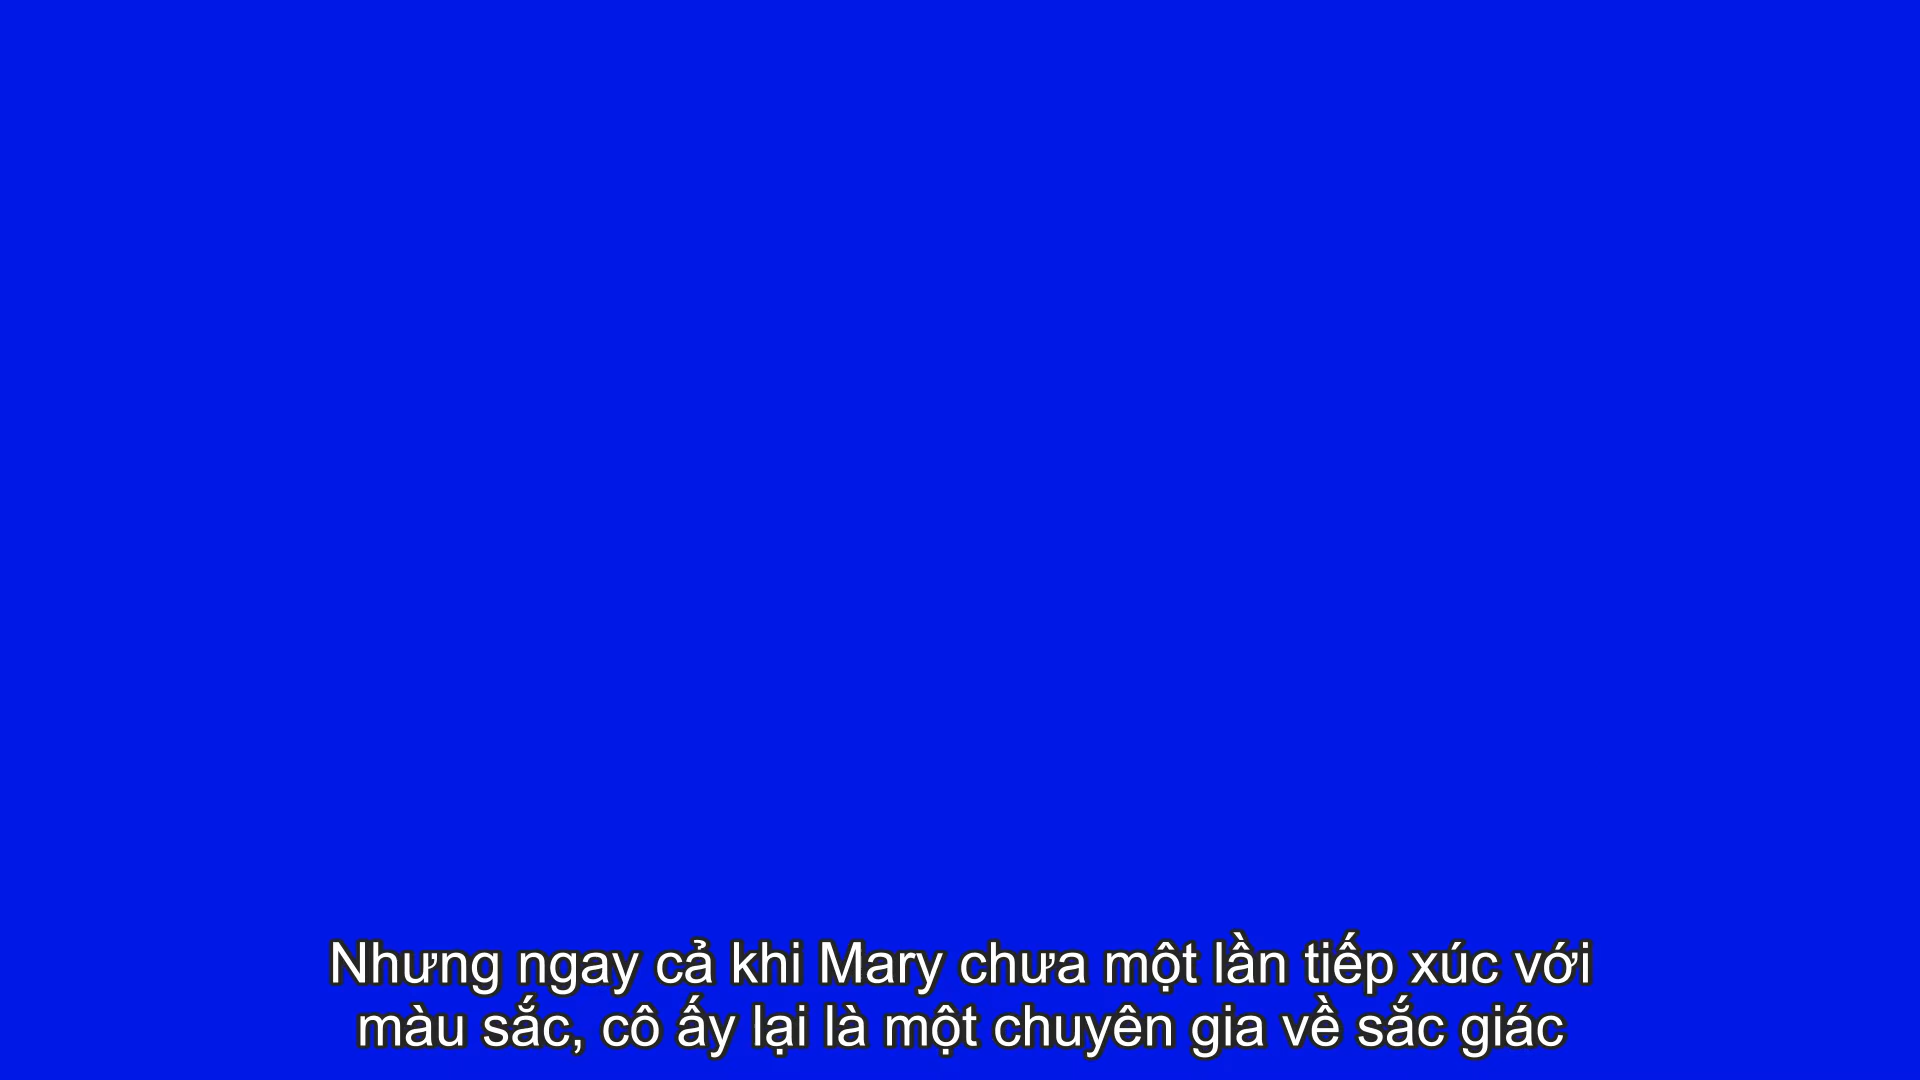 Nhưng ngay cả khi Mary chưa một lần tiếp xúc với
màu sắc, cô ấy lại là một chuyên gia về sắc giác